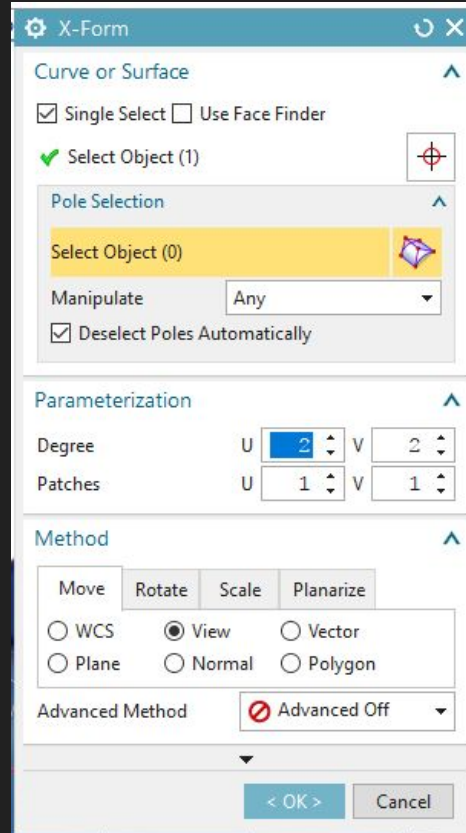 X-Form
Curve or Surface
Single Select Use Face Finder
Select Object (1)
Pole Selection
Select Object (0)
Manipulate Any
Deselect Poles Automatically
Parameterization
Degree U 2 V 2
Patches U 1 V 1
Method
Move Rotate Scale Planarize
WCS View Vector
Plane Normal Polygon
Advanced Method Advanced Off
< OK > Cancel